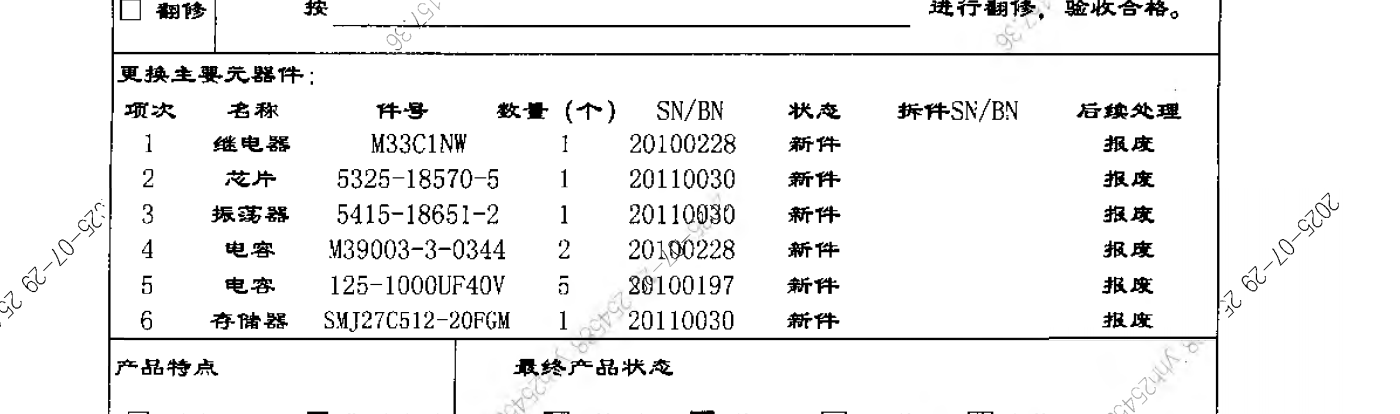 □ 翻修 按 进行翻修，验收合格。
更换主要元器件：
项次 名称 件号 数量（个） SN/BN 状态 拆件SN/BN 后续处理
1 继电器 M33C1NW 1 20100228 新件 报废
2 芯片 5325-18570-5 1 20110030 新件 报废
3 振荡器 5415-18651-2 1 20110030 新件 报废
4 电容 M39003-3-0344 2 20100228 新件 报废
5 电容 125-1000UF40V 5 20100197 新件 报废
6 存储器 SMJ27C512-20FGM 1 20110030 新件 报废
产品特点 最终产品状态
2025-07-29